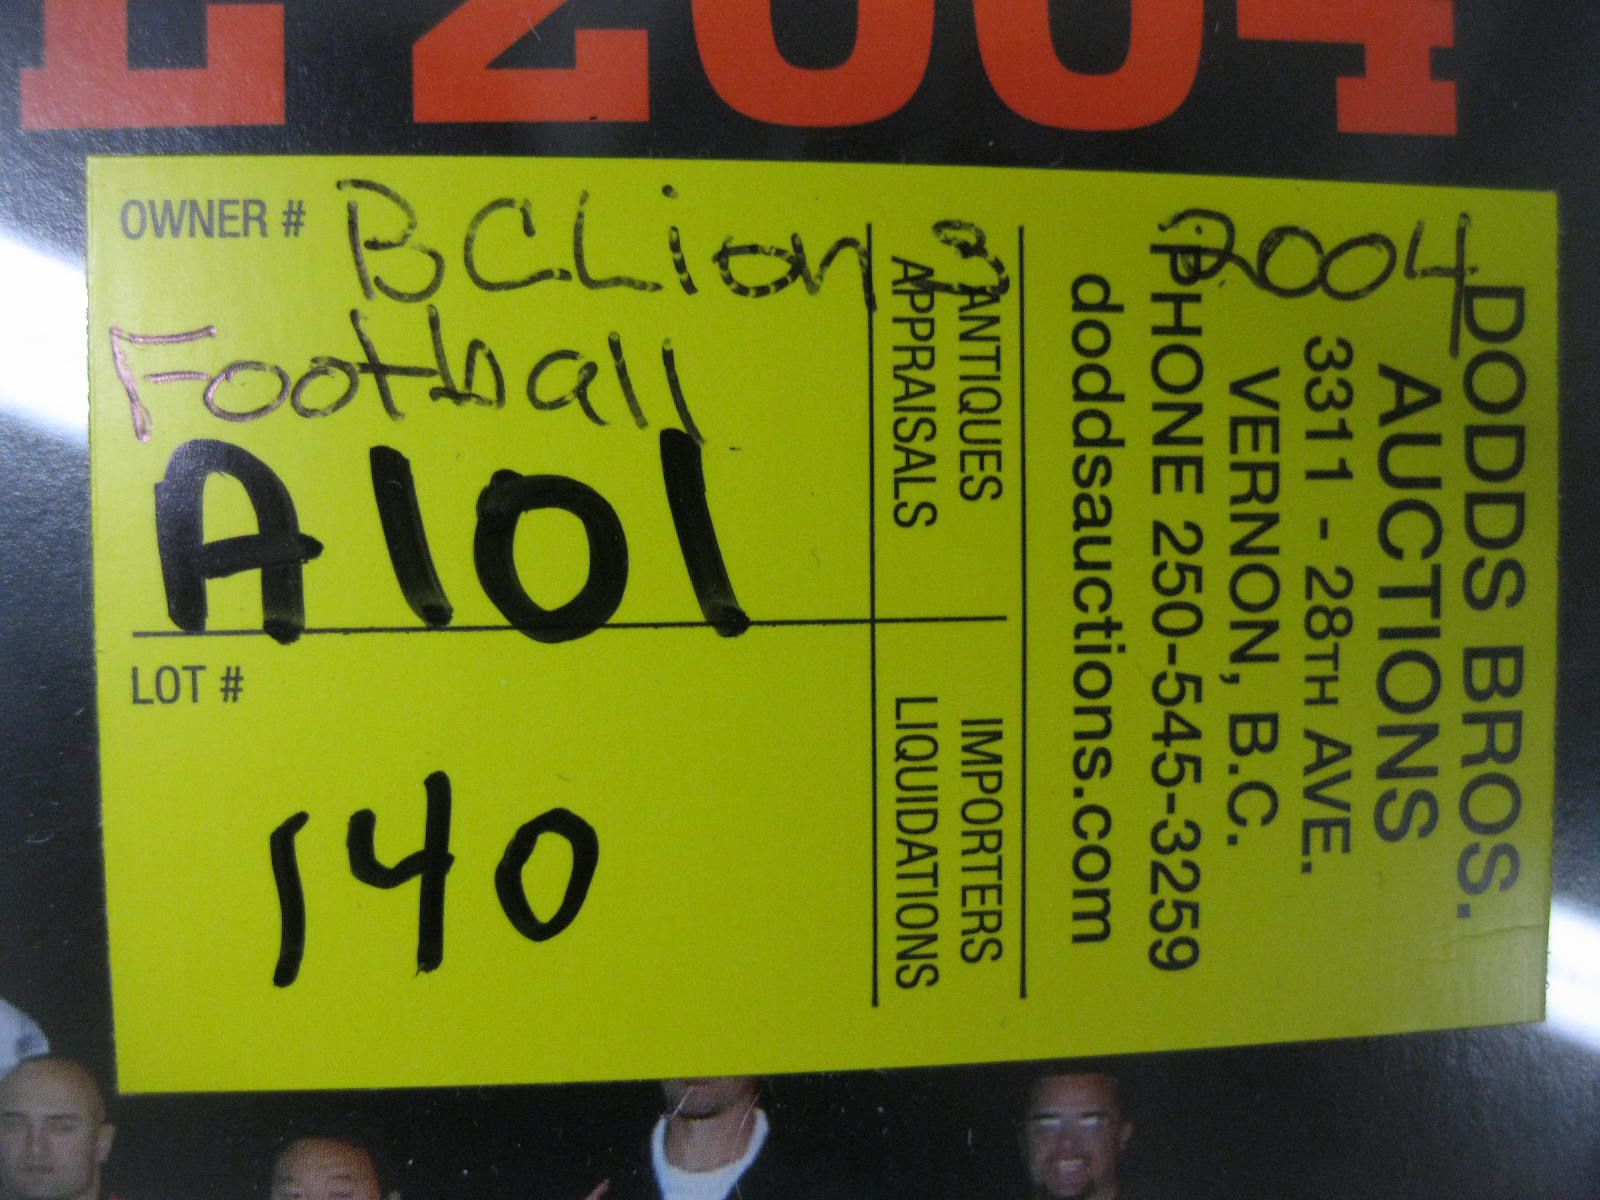 E 2004
OWNER # BC Lions 2004
Football
A101
LOT #
140
ANTIQUES
APPRAISALS
IMPORTERS
LIQUIDATIONS
DODDS BROS.
AUCTIONS
3311 - 28TH AVE.
VERNON, B.C.
PHONE 250-545-3259
doddsauctions.com